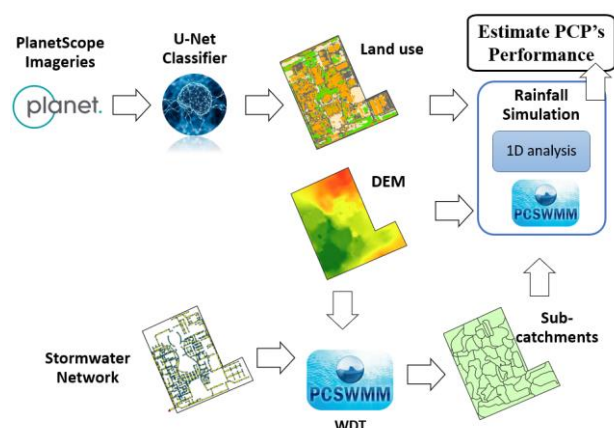 PlanetScope
Imageries
planet.
U-Net
Classifier
Land use
Estimate PCP's
Performance
Rainfall
Simulation
1D analysis
PCSWMM
DEM
Stormwater
Network
PCSWMM
WDT
Sub-
catchments